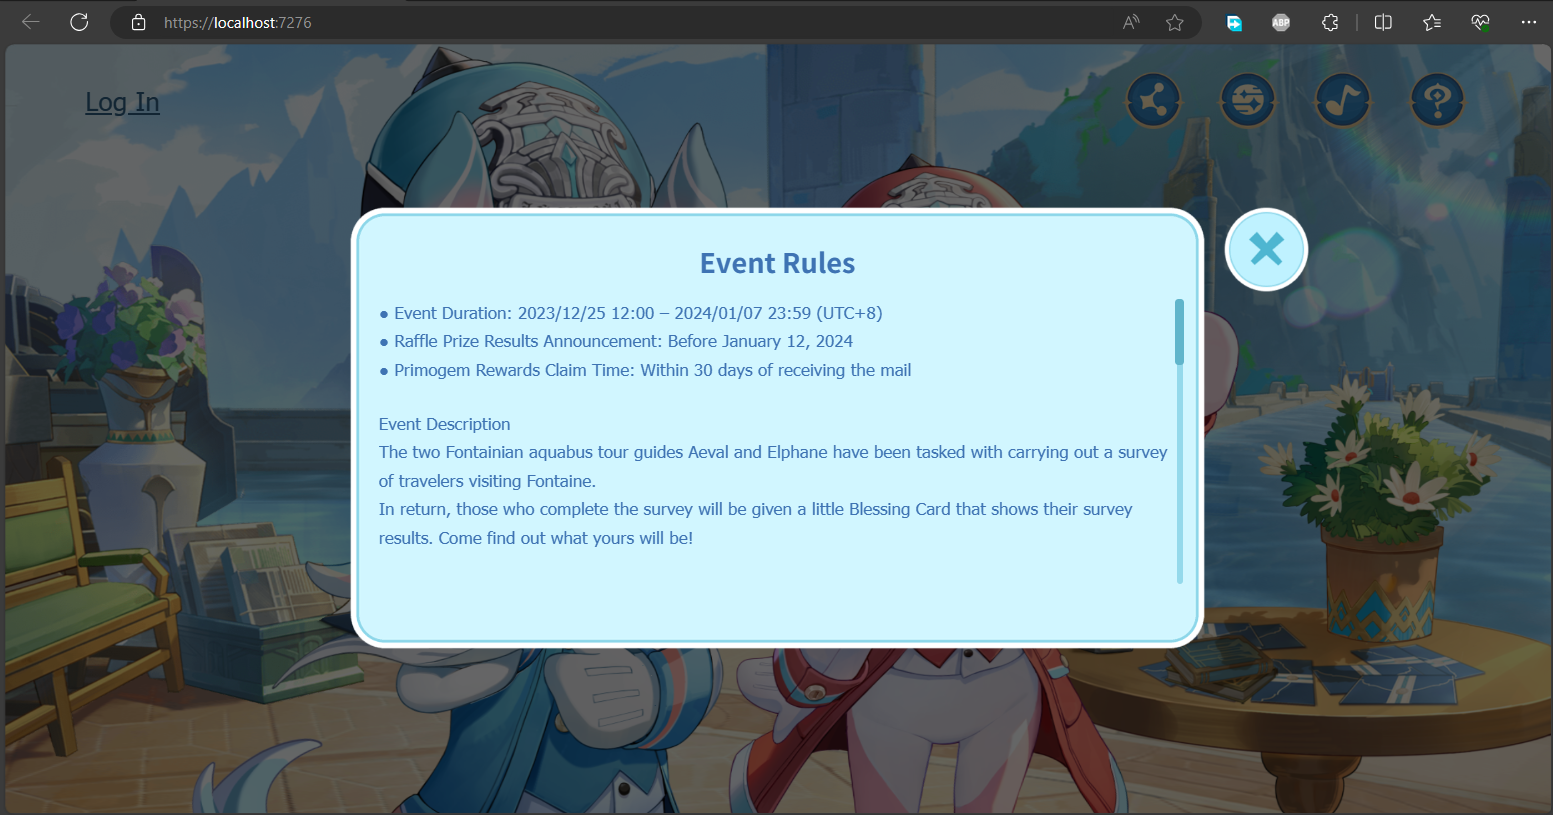 https://localhost:7276
A
ABP
Log In
Event Rules
● Event Duration: 2023/12/25 12:00 – 2024/01/07 23:59 (UTC+8)
● Raffle Prize Results Announcement: Before January 12, 2024
● Primogem Rewards Claim Time: Within 30 days of receiving the mail
Event Description
The two Fontainian aquabus tour guides Aeval and Elphane have been tasked with carrying out a survey
of travelers visiting Fontaine.
In return, those who complete the survey will be given a little Blessing Card that shows their survey
results. Come find out what yours will be!